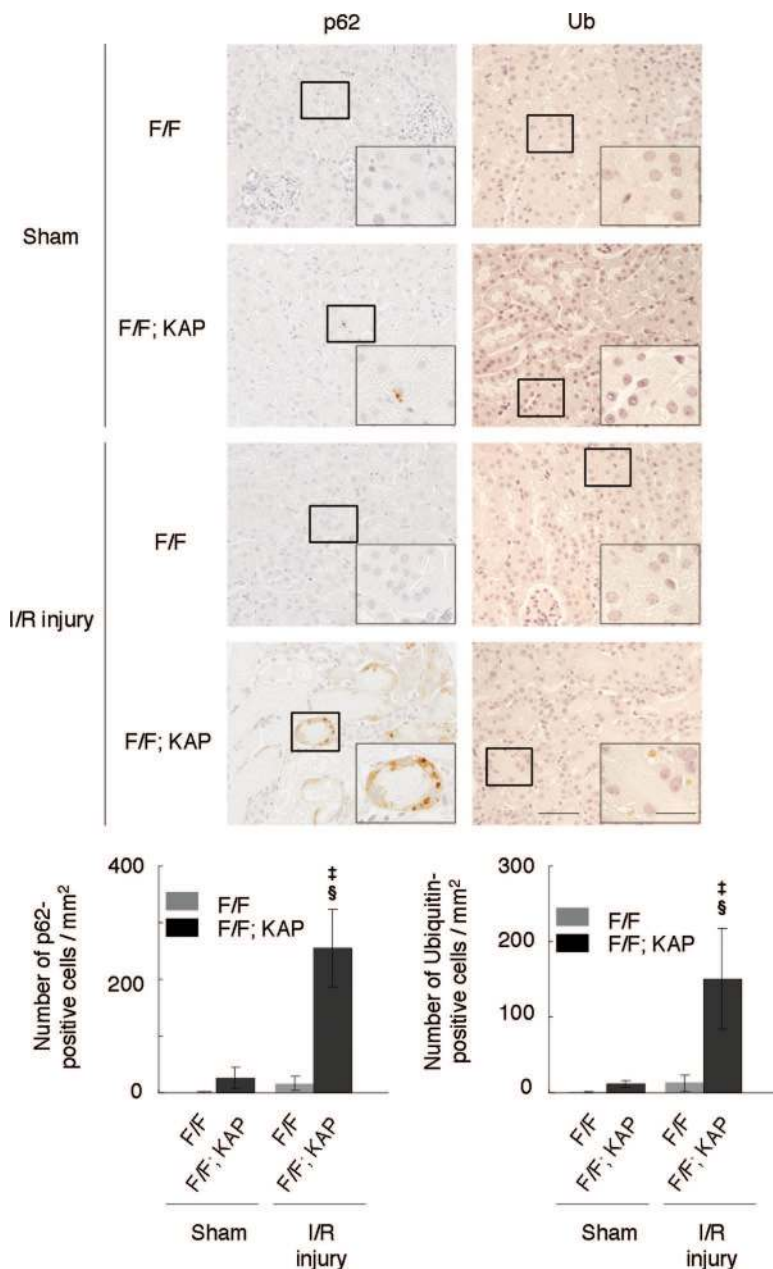 p62 Ub
F/F
Sham
F/F; KAP
F/F
I/R injury
F/F; KAP
400
200
0
Number of p62-
positive cells / mm2
F/F
F/F; KAP
‡
§
F/F
F/F; KAP
F/F
F/F; KAP
Sham
I/R
injury
300
200
100
0
Number of Ubiquitin-
positive cells / mm2
F/F
F/F; KAP
‡
§
F/F
F/F; KAP
F/F
F/F; KAP
Sham
I/R
injury